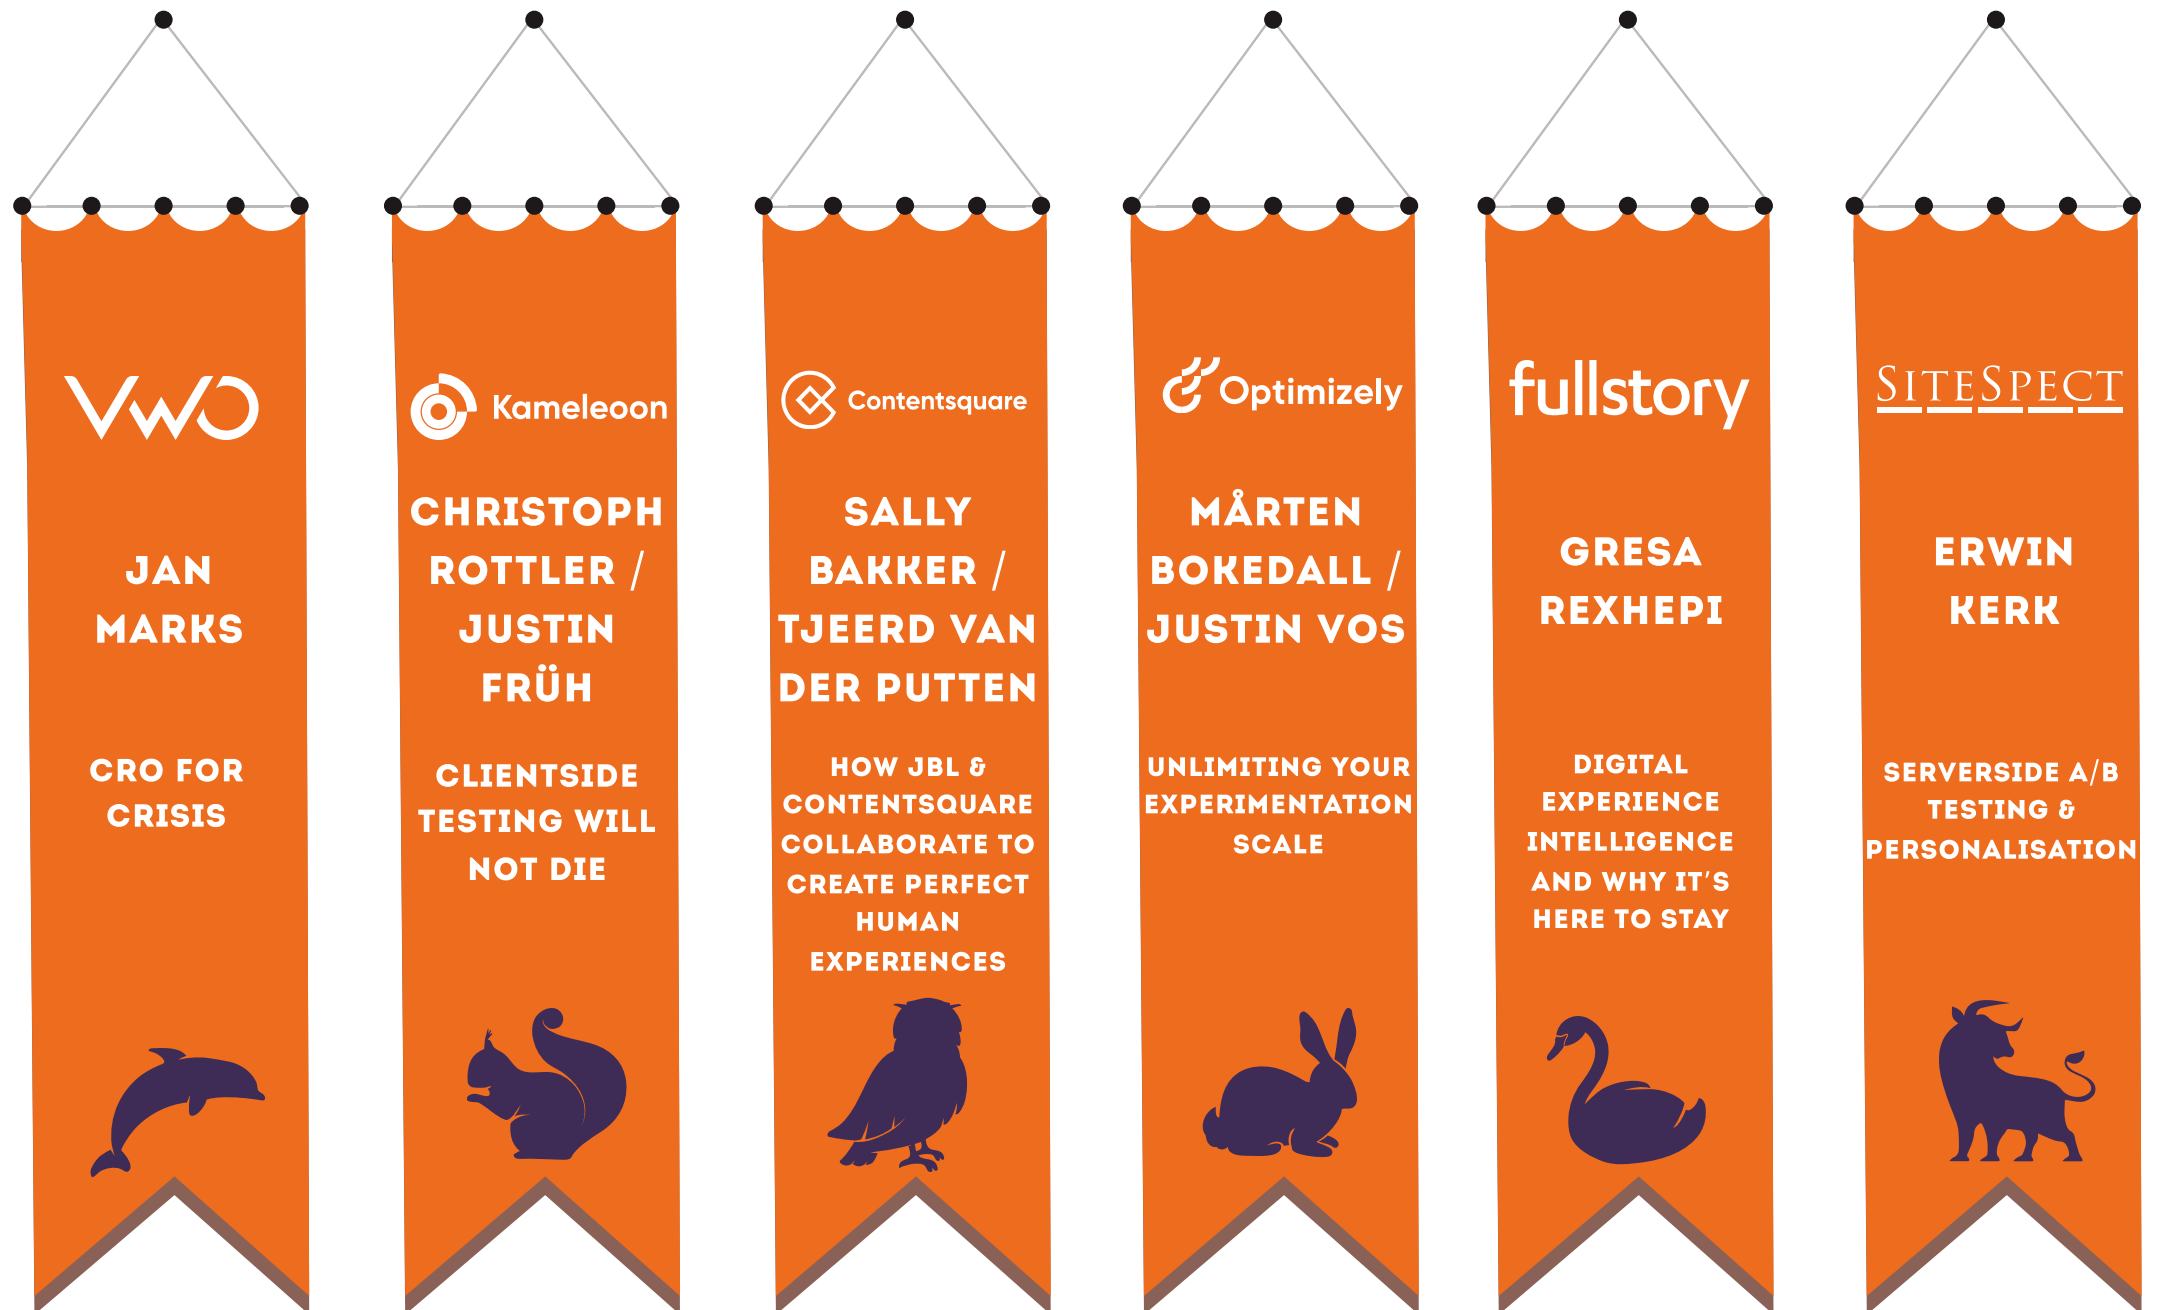 VWO
JAN
MARKS
CRO FOR
CRISIS
Kameleoon
CHRISTOPH
ROTTLER /
JUSTIN
FRÜH
CLIENTSIDE
TESTING WILL
NOT DIE
Contentsquare
SALLY
BAKKER /
TJEERD VAN
DER PUTTEN
HOW JBL &
CONTENTSQUARE
COLLABORATE TO
CREATE PERFECT
HUMAN
EXPERIENCES
Optimizely
MÅRTEN
BOKEDALL /
JUSTIN VOS
UNLIMITING YOUR
EXPERIMENTATION
SCALE
fullstory
GRESA
REXHEPI
DIGITAL
EXPERIENCE
INTELLIGENCE
AND WHY IT'S
HERE TO STAY
SITESPECT
ERWIN
KERK
SERVERSIDE A/B
TESTING &
PERSONALISATION